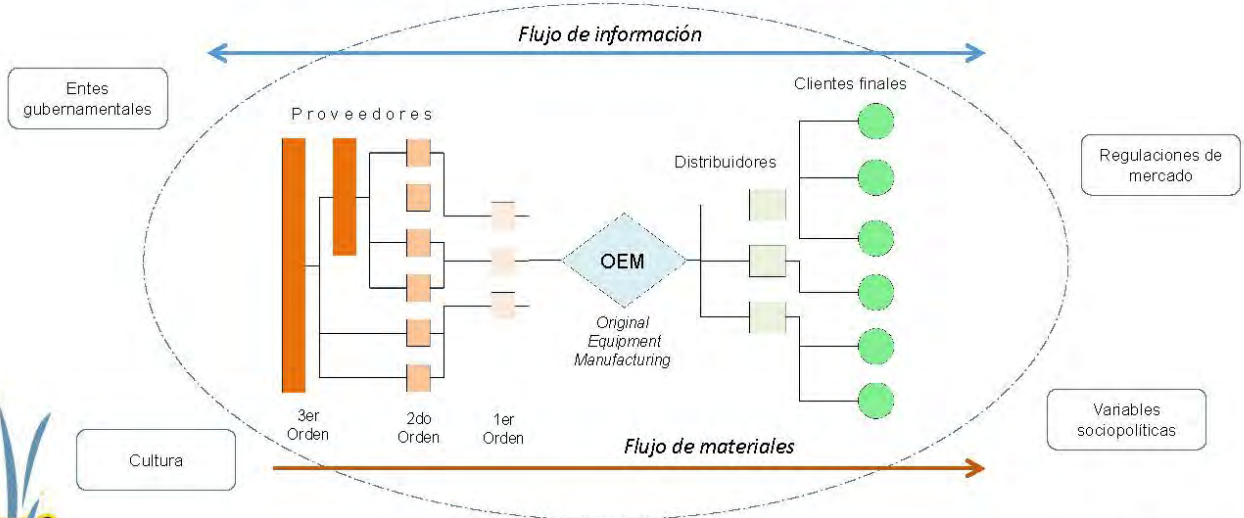 Flujo de información
Entes
gubernamentales
Clientes finales
Proveedores
Distribuidores
Regulaciones de
mercado
OEM
Original
Equipment
Manufacturing
3er
Orden
2do
Orden
1er
Orden
Variables
sociopolíticas
Flujo de materiales
Cultura